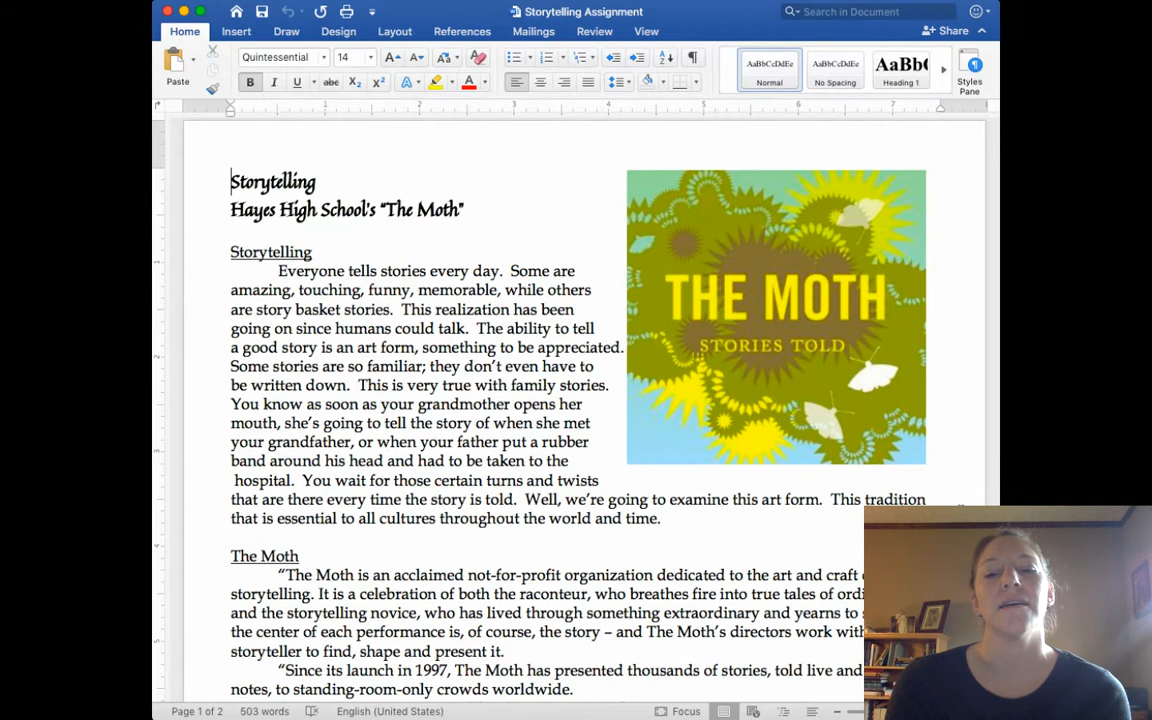 Storytelling Assignment
Search in Document
Home Insert Draw Design Layout References Mailings Review View
Share
Paste
Quintessential 14
AaBbCcDdEe AaBbCcDdEe AaBbC
Normal No Spacing Heading 1 Styles Pane
1 2 3 4 5 6 7
Storytelling
Hayes High School's "The Moth"
THE MOTH
STORIES TOLD
Storytelling
Everyone tells stories every day. Some are
amazing, touching, funny, memorable, while others
are story basket stories. This realization has been
going on since humans could talk. The ability to tell
a good story is an art form, something to be appreciated.
Some stories are so familiar; they don't even have to
be written down. This is very true with family stories.
You know as soon as your grandmother opens her
mouth, she's going to tell the story of when she met
your grandfather, or when your father put a rubber
band around his head and had to be taken to the
hospital. You wait for those certain turns and twists
that are there every time the story is told. Well, we're going to examine this art form. This tradition
that is essential to all cultures throughout the world and time.
The Moth
"The Moth is an acclaimed not-for-profit organization dedicated to the art and craft
storytelling. It is a celebration of both the raconteur, who breathes fire into true tales of
and the storytelling novice, who has lived through something extraordinary and yearns to
the center of each performance is, of course, the story – and The Moth's directors work
storyteller to find, shape and present it.
"Since its launch in 1997, The Moth has presented thousands of stories, told live and
notes, to standing-room-only crowds worldwide.
Page 1 of 2 503 words English (United States) Focus